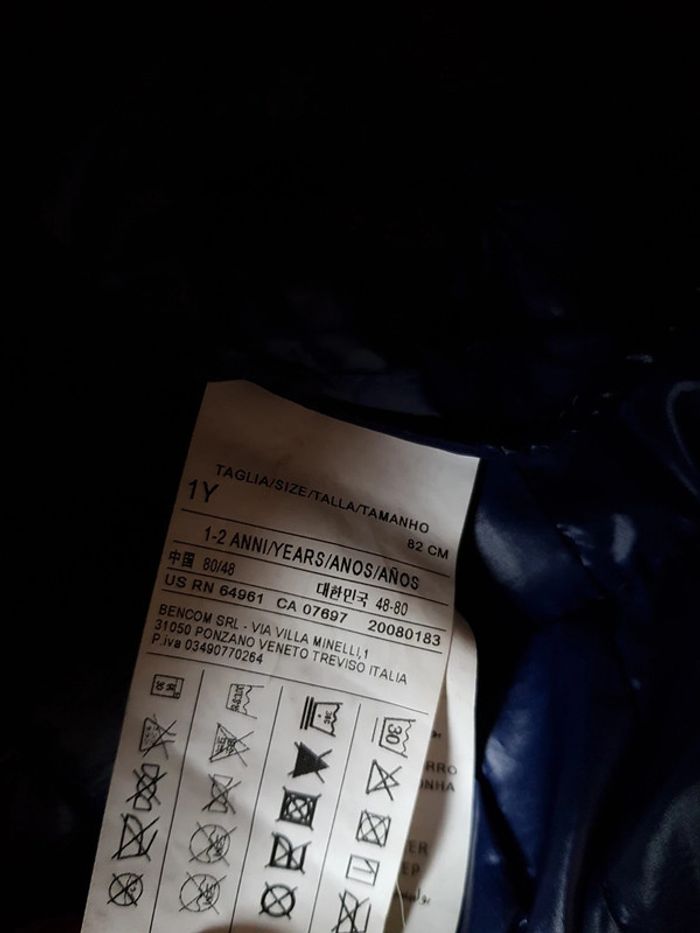 TAGLIA/SIZE/TALLA/TAMANHO
1Y
82 CM
1-2 ANNI/YEARS/ANOS/AÑOS
中国 80/48 대한민국 48-80
US RN 64961 CA 07697 20080183
BENCOM SRL - VIA VILLA MINELLI,1
31050 PONZANO VENETO TREVISO ITALIA
P.iva 03490770264
30